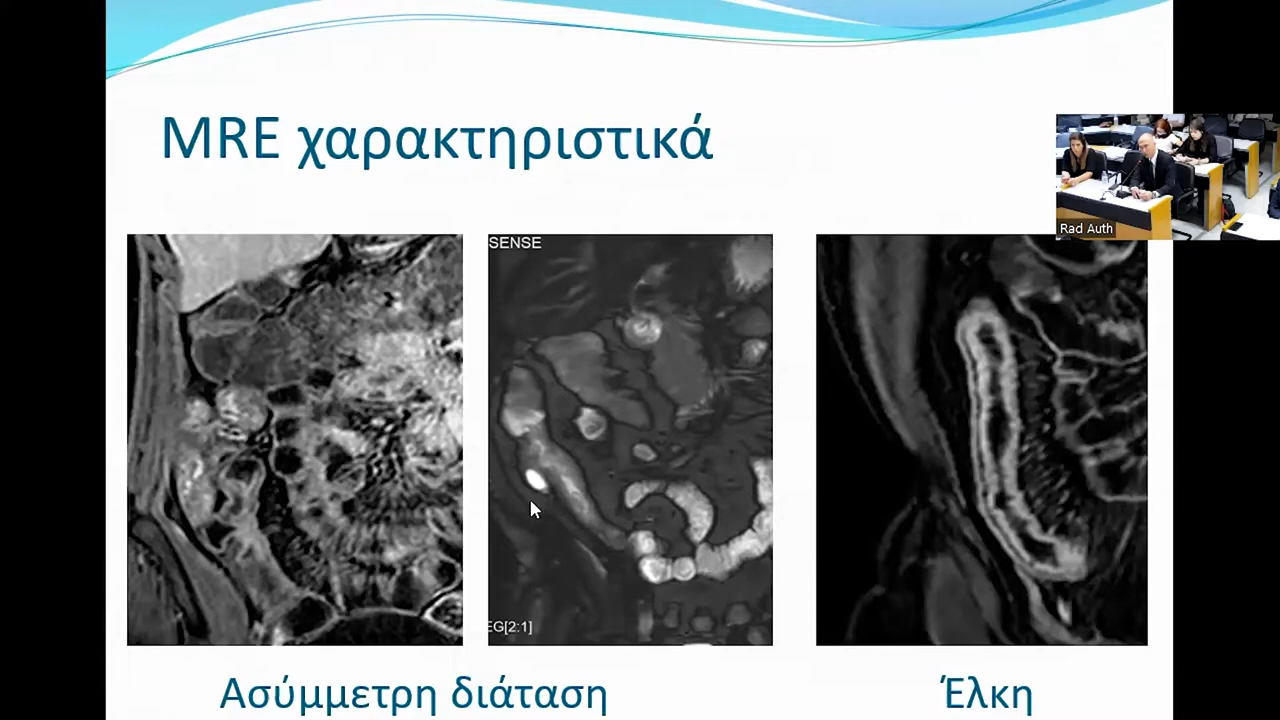 MRE χαρακτηριστικά
Rad Auth
SENSE
EG[2:1]
Ασύμμετρη διάταση
Έλκη